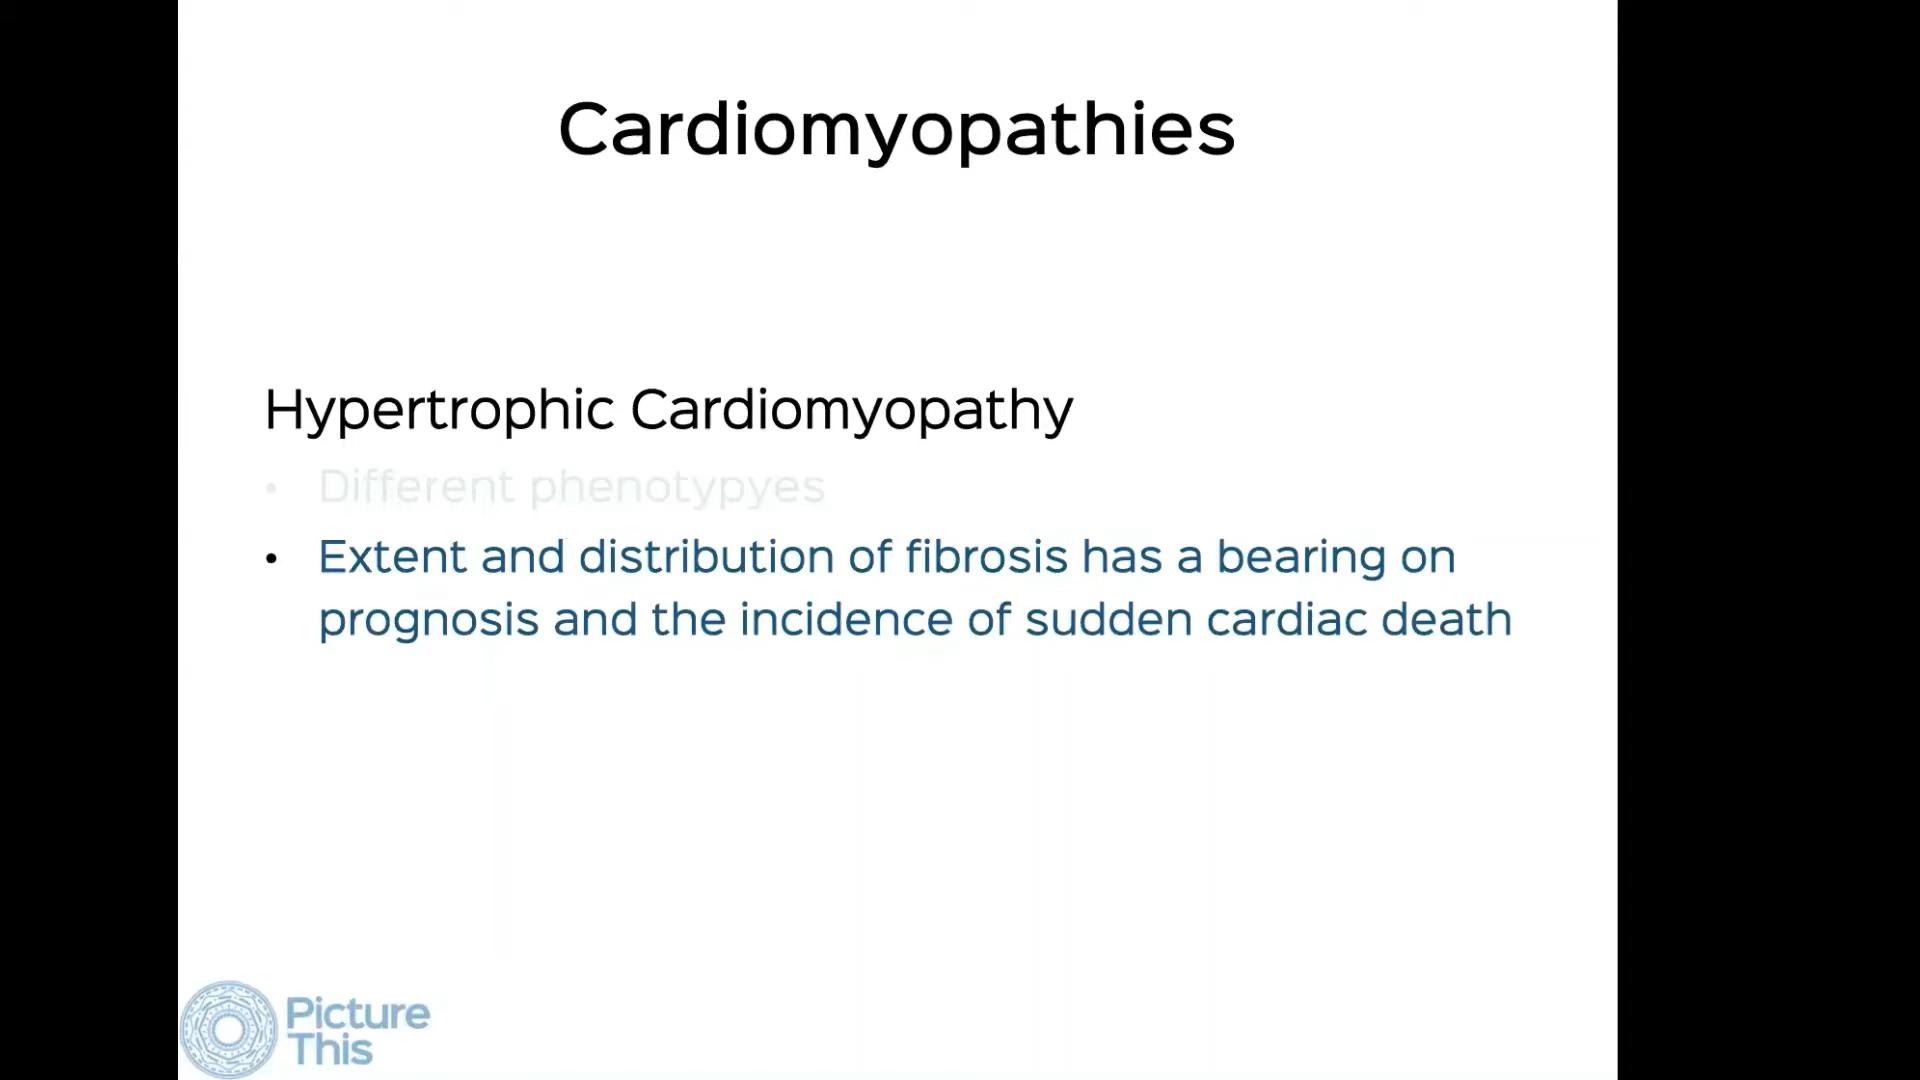 Cardiomyopathies
Hypertrophic Cardiomyopathy
• Different phenotypyes
• Extent and distribution of fibrosis has a bearing on
prognosis and the incidence of sudden cardiac death
Picture
This